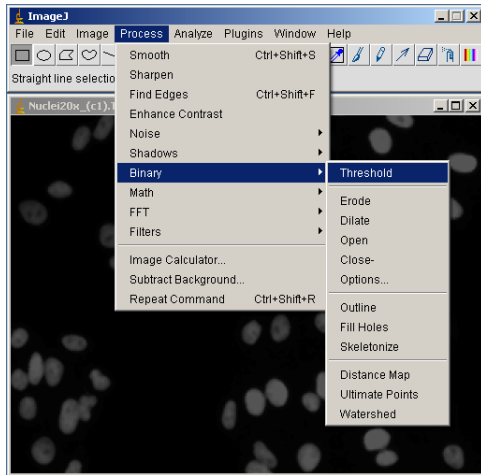 ImageJ
File Edit Image Process Analyze Plugins Window Help
Straight line selectio
Nuclei20x_(c1).T
Smooth Ctrl+Shift+S
Sharpen
Find Edges Ctrl+Shift+F
Enhance Contrast
Noise
Shadows
Binary
Math
FFT
Filters
Image Calculator...
Subtract Background...
Repeat Command Ctrl+Shift+R
Threshold
Erode
Dilate
Open
Close-
Options...
Outline
Fill Holes
Skeletonize
Distance Map
Ultimate Points
Watershed